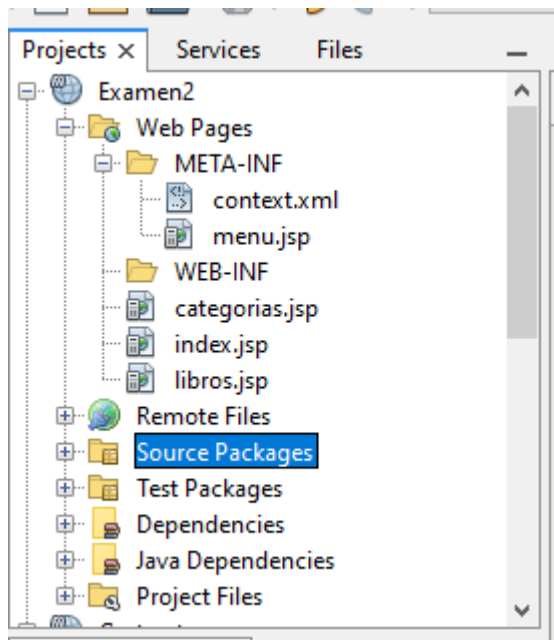 Projects Services Files
Examen2
Web Pages
META-INF
context.xml
menu.jsp
WEB-INF
categorias.jsp
index.jsp
libros.jsp
Remote Files
Source Packages
Test Packages
Dependencies
Java Dependencies
Project Files